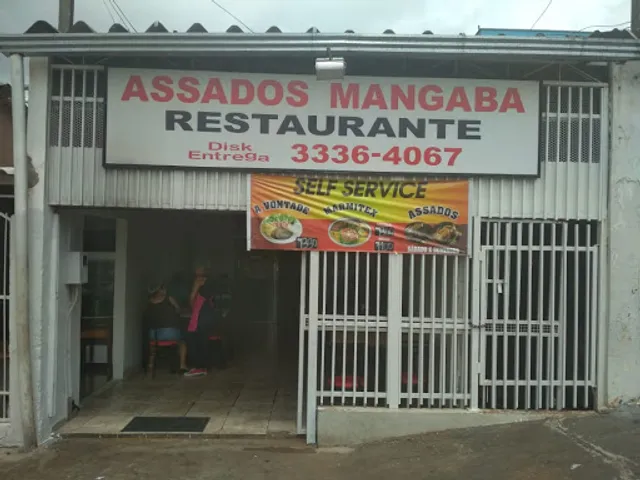 ASSADOS MANGABA
RESTAURANTE
Disk Entrega 3336-4067
SELF SERVICE
A VONTADE MARMITEX ASSADOS